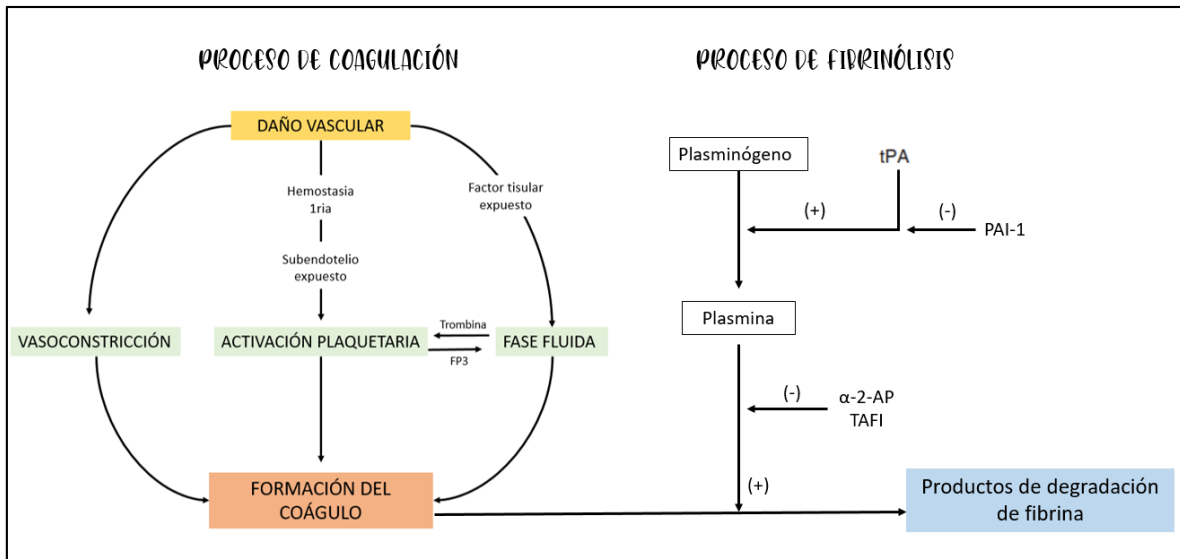 PROCESO DE COAGULACIÓN
DAÑO VASCULAR
Hemostasia
1ria
Factor tisular
expuesto
Subendotelio
expuesto
VASOCONSTRICCIÓN
ACTIVACIÓN PLAQUETARIA
Trombina
FP3
FASE FLUIDA
FORMACIÓN DEL
COÁGULO
PROCESO DE FIBRINÓLISIS
Plasminógeno
tPA
(+)
(-)
PAI-1
Plasmina
(-)
α-2-AP
TAFI
(+)
Productos de degradación
de fibrina